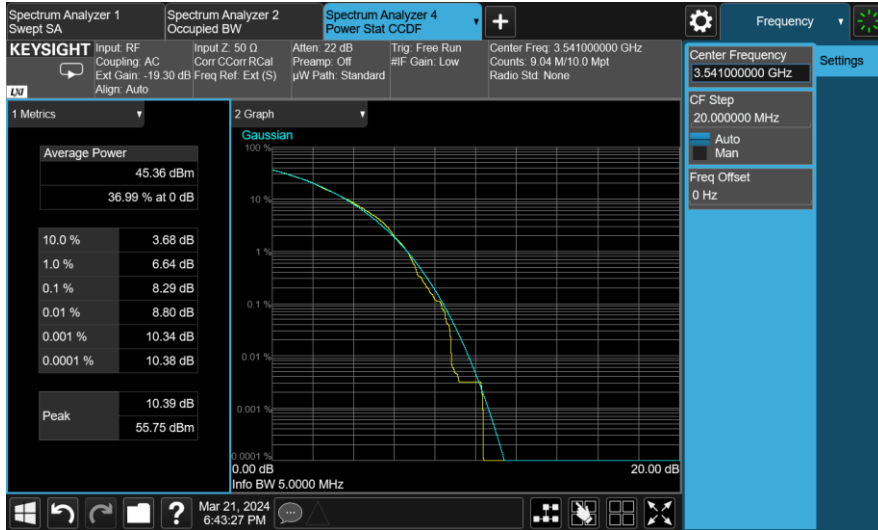 Spectrum Analyzer 1
Swept SA
Spectrum Analyzer 2
Occupied BW
Spectrum Analyzer 4
Power Stat CCDF
Frequency
KEYSIGHT
LXI
Input: RF
Coupling: AC
Ext Gain: -19.30 dB
Align: Auto
Input Z: 50 Ω
Corr CCorr RCal
Freq Ref: Ext (S)
Atten: 22 dB
Preamp: Off
µW Path: Standard
Trig: Free Run
#IF Gain: Low
Center Freq: 3.541000000 GHz
Counts: 9.04 M/10.0 Mpt
Radio Std: None
Center Frequency
3.541000000 GHz
Settings
CF Step
20.000000 MHz
Auto
Man
Freq Offset
0 Hz
1 Metrics
Average Power
45.36 dBm
36.99 % at 0 dB
10.0 % 3.68 dB
1.0 % 6.64 dB
0.1 % 8.29 dB
0.01 % 8.80 dB
0.001 % 10.34 dB
0.0001 % 10.38 dB
Peak
10.39 dB
55.75 dBm
2 Graph
Gaussian
100 %
10 %
1 %
0.1 %
0.01 %
0.001 %
0.0001 %
0.00 dB
20.00 dB
Info BW 5.0000 MHz
?
Mar 21, 2024
6:43:27 PM